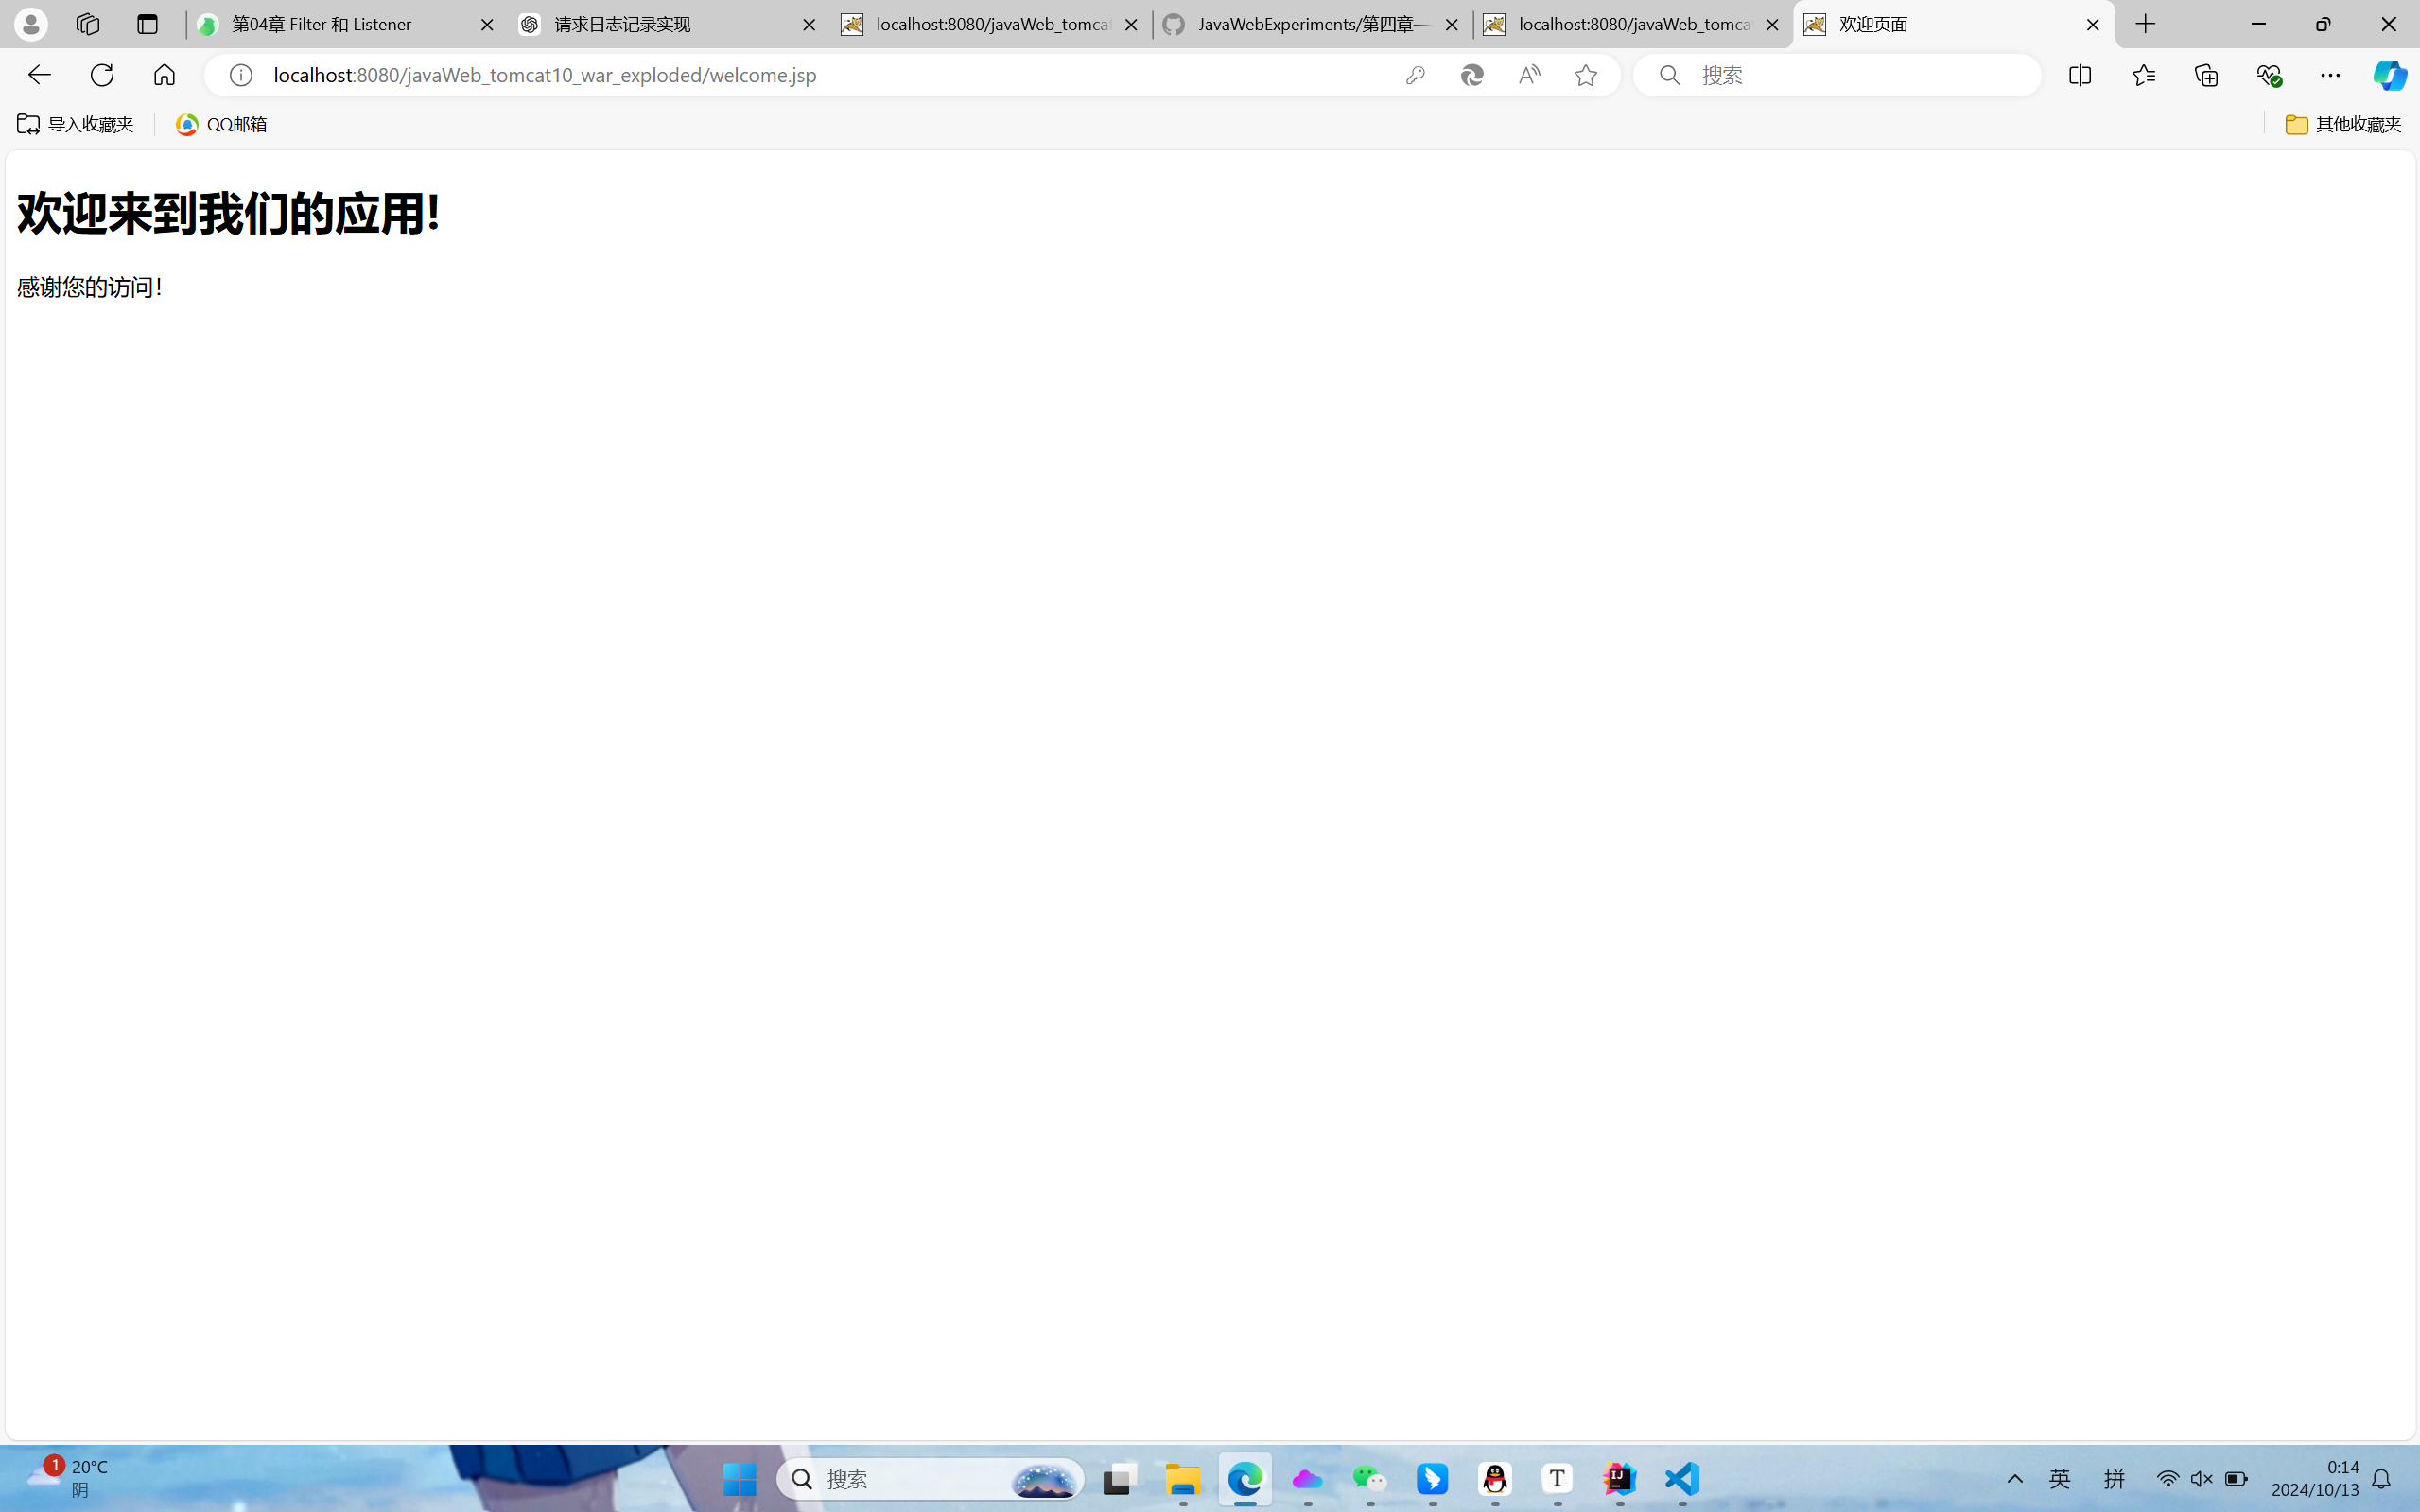 第04章 Filter 和 Listener
请求日志记录实现
localhost:8080/javaWeb_tomcat
JavaWebExperiments/第四章—
localhost:8080/javaWeb_tomca
欢迎页面
localhost:8080/javaWeb_tomcat10_war_exploded/welcome.jsp
搜索
导入收藏夹
QQ邮箱
其他收藏夹
欢迎来到我们的应用!
感谢您的访问!
1
20°C
阴
搜索
英
拼
0:14
2024/10/13